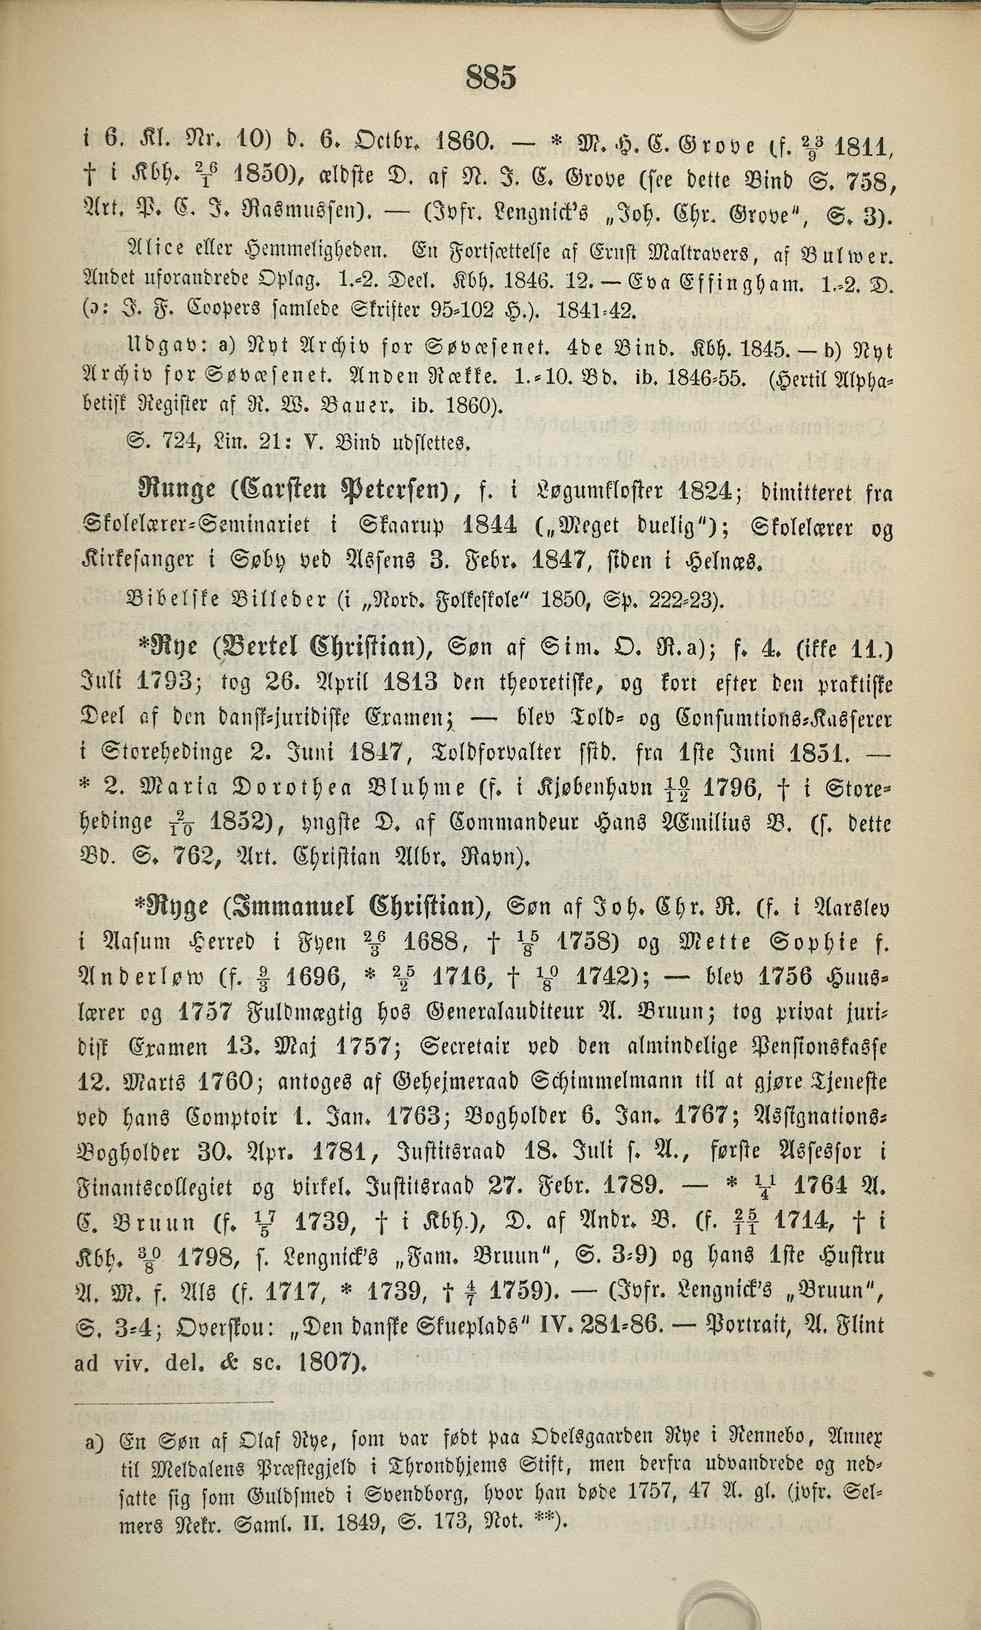 885
i 6. Kl. Nr. 10) d. 6. Octbr. 1860. — * M. H. C. Grove (f. 23/9 1811,
† i Kbh. 26/1 1850), ældste D. af N. J. C. Grove (see dette Bind S. 758,
Art. P. C. J. Rasmussen). — (Jvfr. Lengnick's „Joh. Chr. Grove", S. 3).
Alice eller Hemmeligheden. En Fortsættelse af Ernst Maltravers, af Bulwer.
Andet uforandrede Oplag. 1.-2. Deel. Kbh. 1846. 12. — Eva Effingham. 1.-2. D.
(ɔ: J. F. Coopers samlede Skrifter 95-102 H.). 1841-42.
Udgav: a) Nyt Archiv for Søvæsenet. 4de Bind. Kbh. 1845. — b) Nyt
Archiv for Søvæsenet. Anden Række. 1.-10. Bd. ib. 1846-55. (Hertil Alpha-
betisk Register af N. W. Bauer. ib. 1860).
S. 724, Lin. 21: V. Bind udslettes.
Runge (Carsten Petersen), f. i Løgumkloster 1824; dimitteret fra
Skolelærer-Seminariet i Skaarup 1844 („Meget duelig"); Skolelærer og
Kirkesanger i Søby ved Assens 3. Febr. 1847, siden i Helnæs.
Bibelske Billeder (i „Nord. Folkeskole" 1850, Sp. 222-23).
*Rye (Bertel Christian), Søn af Sim. O. R.a); f. 4. (ikke 11.)
Juli 1793; tog 26. April 1813 den theoretiske, og kort efter den praktiske
Deel af den dansk-juridiske Examen; — blev Told- og Consumtions-Kasserer
i Storehedinge 2. Juni 1847, Toldforvalter sstd. fra 1ste Juni 1851. —
* 2. Maria Dorothea Bluhme (f. i Kjøbenhavn 10/12 1796, † i Store-
hedinge 2/10 1852), yngste D. af Commandeur Hans Æmilius B. (s. dette
Bd. S. 762, Art. Christian Albr. Ravn).
*Ryge (Immanuel Christian), Søn af Joh. Chr. R. (f. i Aarslev
i Aasum Herred i Fyen 26/3 1688, † 15/8 1758) og Mette Sophie f.
Anderløw (f. 9/3 1696, * 25/2 1716, † 10/8 1742); — blev 1756 Huus-
lærer og 1757 Fuldmægtig hos Generalauditeur A. Bruun; tog privat juri-
disk Examen 13. Maj 1757; Secretair ved den almindelige Pensionskasse
12. Marts 1760; antoges af Gehejmeraad Schimmelmann til at gjøre Tjeneste
ved hans Comptoir 1. Jan. 1763; Bogholder 6. Jan. 1767; Assignations-
Bogholder 30. Apr. 1781, Justitsraad 18. Juli s. A., første Assessor i
Finantscollegiet og virkel. Justitsraad 27. Febr. 1789. — * 11/4 1764 A.
C. Bruun (f. 17/5 1739, † i Kbh.), D. af Andr. B. (f. 25/11 1714, † i
Kbh. 30/8 1798, s. Lengnick's „Fam. Bruun", S. 3-9) og hans 1ste Hustru
A. M. f. Als (f. 1717, * 1739, † 4/7 1759). — (Jvfr. Lengnick's „Bruun",
S. 3-4; Overskou: „Den danske Skueplads" IV. 281-86. — Portrait, A. Flint
ad viv. del. & sc. 1807).
a) En Søn af Olaf Rye, som var født paa Odelsgaarden Rye i Rennebo, Annex
til Meldalens Præstegjeld i Throndhjems Stift, men derfra udvandrede og ned-
satte sig som Guldsmed i Svendborg, hvor han døde 1757, 47 A. gl. (jvfr. Sel-
mers Nekr. Saml. II. 1849, S. 173, Not. **).